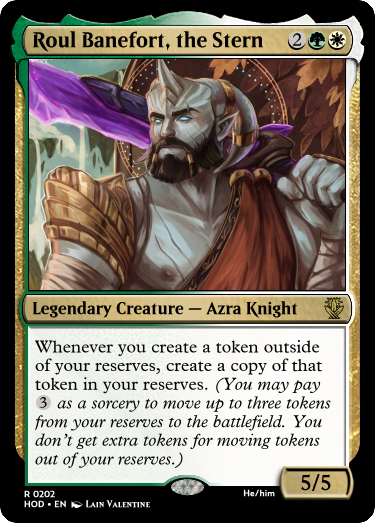 Roul Banefort, the Stern 2
Legendary Creature — Azra Knight
Whenever you create a token outside
of your reserves, create a copy of that
token in your reserves. (You may pay
3 as a sorcery to move up to three tokens
from your reserves to the battlefield. You
don't get extra tokens for moving tokens
out of your reserves.)
5/5
R 0202
HOD • EN Lain Valentine
He/him